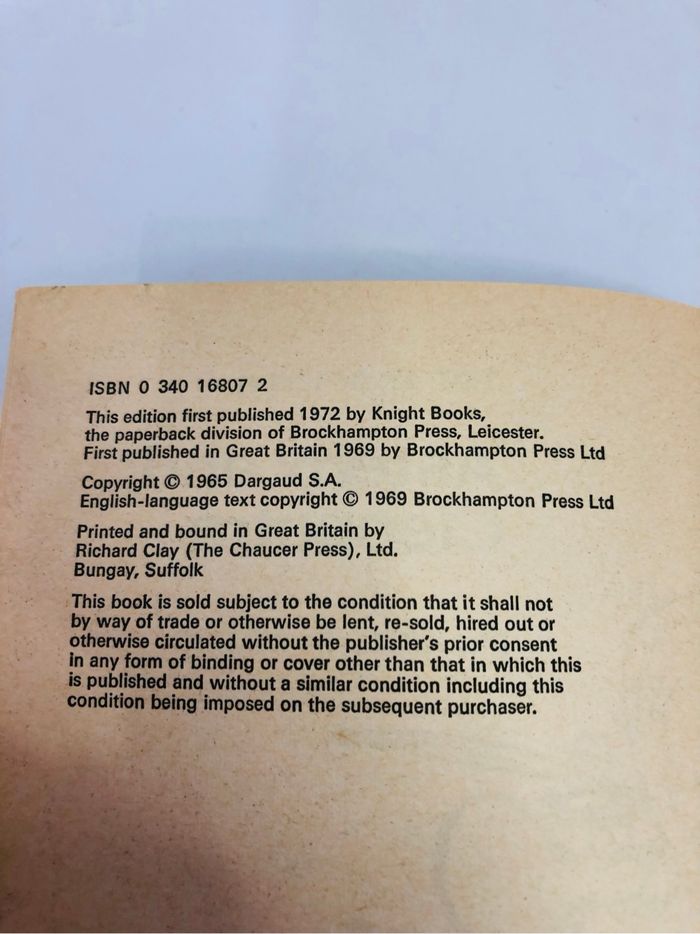 ISBN 0 340 16807 2
This edition first published 1972 by Knight Books,
the paperback division of Brockhampton Press, Leicester.
First published in Great Britain 1969 by Brockhampton Press Ltd
Copyright © 1965 Dargaud S.A.
English-language text copyright © 1969 Brockhampton Press Ltd
Printed and bound in Great Britain by
Richard Clay (The Chaucer Press), Ltd.
Bungay, Suffolk
This book is sold subject to the condition that it shall not
by way of trade or otherwise be lent, re-sold, hired out or
otherwise circulated without the publisher's prior consent
in any form of binding or cover other than that in which this
is published and without a similar condition including this
condition being imposed on the subsequent purchaser.